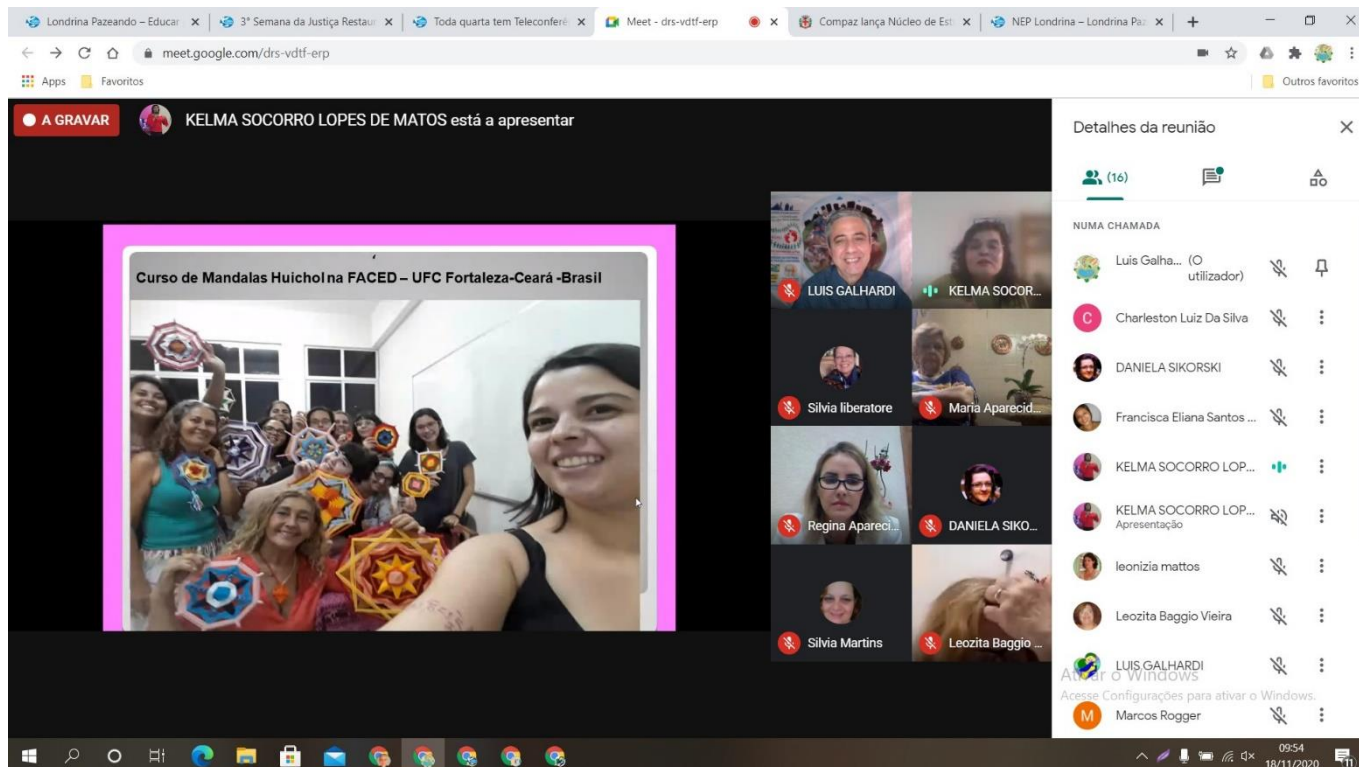 Londrina Pazeando – Educar
3° Semana da Justiça Restau
Toda quarta tem Teleconferê
Meet - drs-vdtf-erp
Compaz lança Núcleo de Est
NEP Londrina – Londrina Pa
meet.google.com/drs-vdtf-erp
Apps
Favoritos
Outros favoritos
A GRAVAR
KELMA SOCORRO LOPES DE MATOS está a apresentar
Curso de Mandalas Huichol na FACED – UFC Fortaleza-Ceará -Brasil
LUIS GALHARDI
KELMA SOCOR...
Silvia liberatore
Maria Aparecid...
Regina Apareci...
DANIELA SIKO...
Silvia Martins
Leozita Baggio ...
Detalhes da reunião
(16)
NUMA CHAMADA
Luis Galha... (O
utilizador)
C
Charleston Luiz Da Silva
DANIELA SIKORSKI
Francisca Eliana Santos ...
KELMA SOCORRO LOP...
KELMA SOCORRO LOP...
Apresentação
leonizia mattos
Leozita Baggio Vieira
LUIS GALHARDI
Ativar o Windows
Acesse Configurações para ativar o Windows.
M
Marcos Rogger
09:54
18/11/2020
11